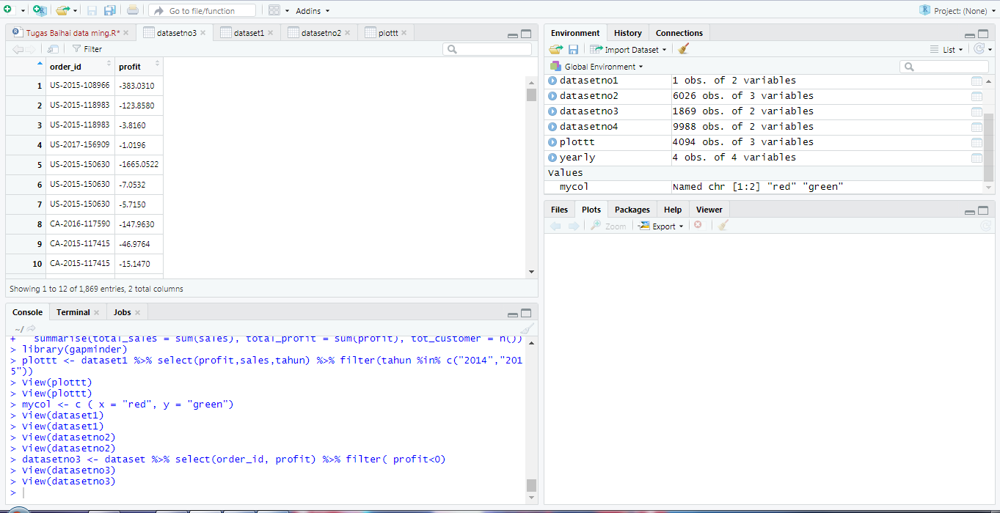 Go to file/function
Addins
Project: (None)
Tugas Baihai data ming.R*
datasetno3
dataset1
datasetno2
plottt
Filter
order_id profit
1 US-2015-108966 -383.0310
2 US-2015-118983 -123.8580
3 US-2015-118983 -3.8160
4 US-2017-156909 -1.0196
5 US-2015-150630 -1665.0522
6 US-2015-150630 -7.0532
7 US-2015-150630 -5.7150
8 CA-2016-117590 -147.9630
9 CA-2015-117415 -46.9764
10 CA-2015-117415 -15.1470
Showing 1 to 12 of 1,869 entries, 2 total columns
Console Terminal Jobs
~/
+ summarise(total_sales = sum(sales), total_profit = sum(profit), tot_customer = n())
> library(gapminder)
> plottt <- dataset1 %>% select(profit,sales,tahun) %>% filter(tahun %in% c("2014","201
5"))
> View(plottt)
> View(plottt)
> mycol <- c ( x = "red", y = "green")
> View(dataset1)
> View(dataset1)
> View(datasetno2)
> View(datasetno2)
> datasetno3 <- dataset %>% select(order_id, profit) %>% filter( profit<0)
> View(datasetno3)
> View(datasetno3)
>
Environment History Connections
Import Dataset
List
Global Environment
datasetno1 1 obs. of 2 variables
datasetno2 6026 obs. of 3 variables
datasetno3 1869 obs. of 2 variables
datasetno4 9988 obs. of 2 variables
plottt 4094 obs. of 3 variables
yearly 4 obs. of 4 variables
Values
mycol Named chr [1:2] "red" "green"
Files Plots Packages Help Viewer
Zoom Export